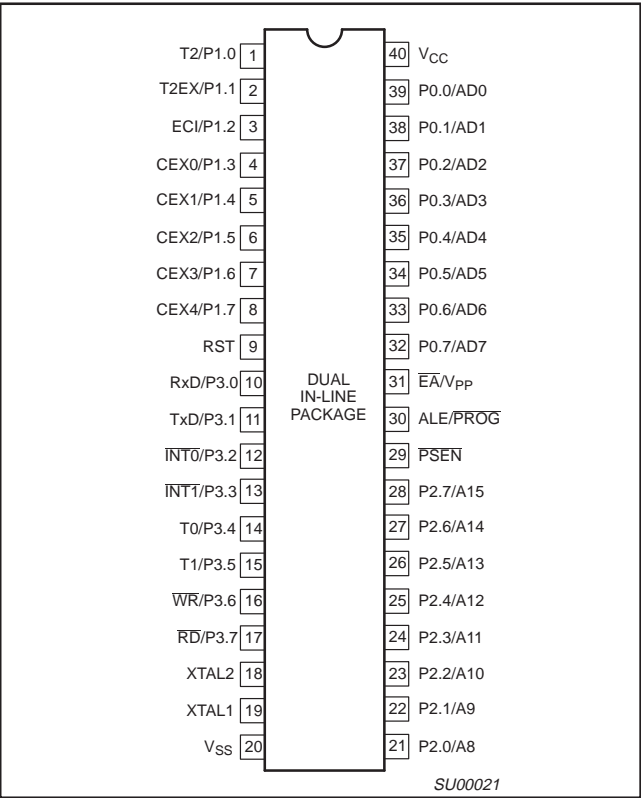 T2/P1.0 1 40 VCC
T2EX/P1.1 2 39 P0.0/AD0
ECI/P1.2 3 38 P0.1/AD1
CEX0/P1.3 4 37 P0.2/AD2
CEX1/P1.4 5 36 P0.3/AD3
CEX2/P1.5 6 35 P0.4/AD4
CEX3/P1.6 7 34 P0.5/AD5
CEX4/P1.7 8 33 P0.6/AD6
RST 9 32 P0.7/AD7
RxD/P3.0 10 31 E̅A̅/VPP
TxD/P3.1 11 30 ALE/P̅R̅O̅G̅
I̅N̅T̅0̅/P3.2 12 29 P̅S̅E̅N̅
I̅N̅T̅1̅/P3.3 13 28 P2.7/A15
T0/P3.4 14 27 P2.6/A14
T1/P3.5 15 26 P2.5/A13
W̅R̅/P3.6 16 25 P2.4/A12
R̅D̅/P3.7 17 24 P2.3/A11
XTAL2 18 23 P2.2/A10
XTAL1 19 22 P2.1/A9
VSS 20 21 P2.0/A8
DUAL
IN-LINE
PACKAGE
SU00021